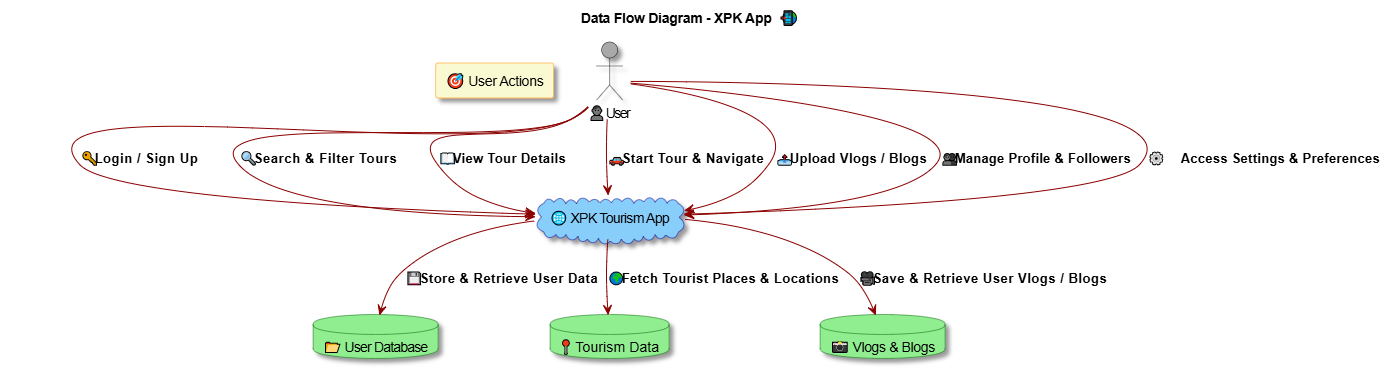 Data Flow Diagram - XPK App
User Actions
User
Login / Sign Up
Search & Filter Tours
View Tour Details
Start Tour & Navigate
Upload Vlogs / Blogs
Manage Profile & Followers
Access Settings & Preferences
XPK Tourism App
Store & Retrieve User Data
Fetch Tourist Places & Locations
Save & Retrieve User Vlogs / Blogs
User Database
Tourism Data
Vlogs & Blogs